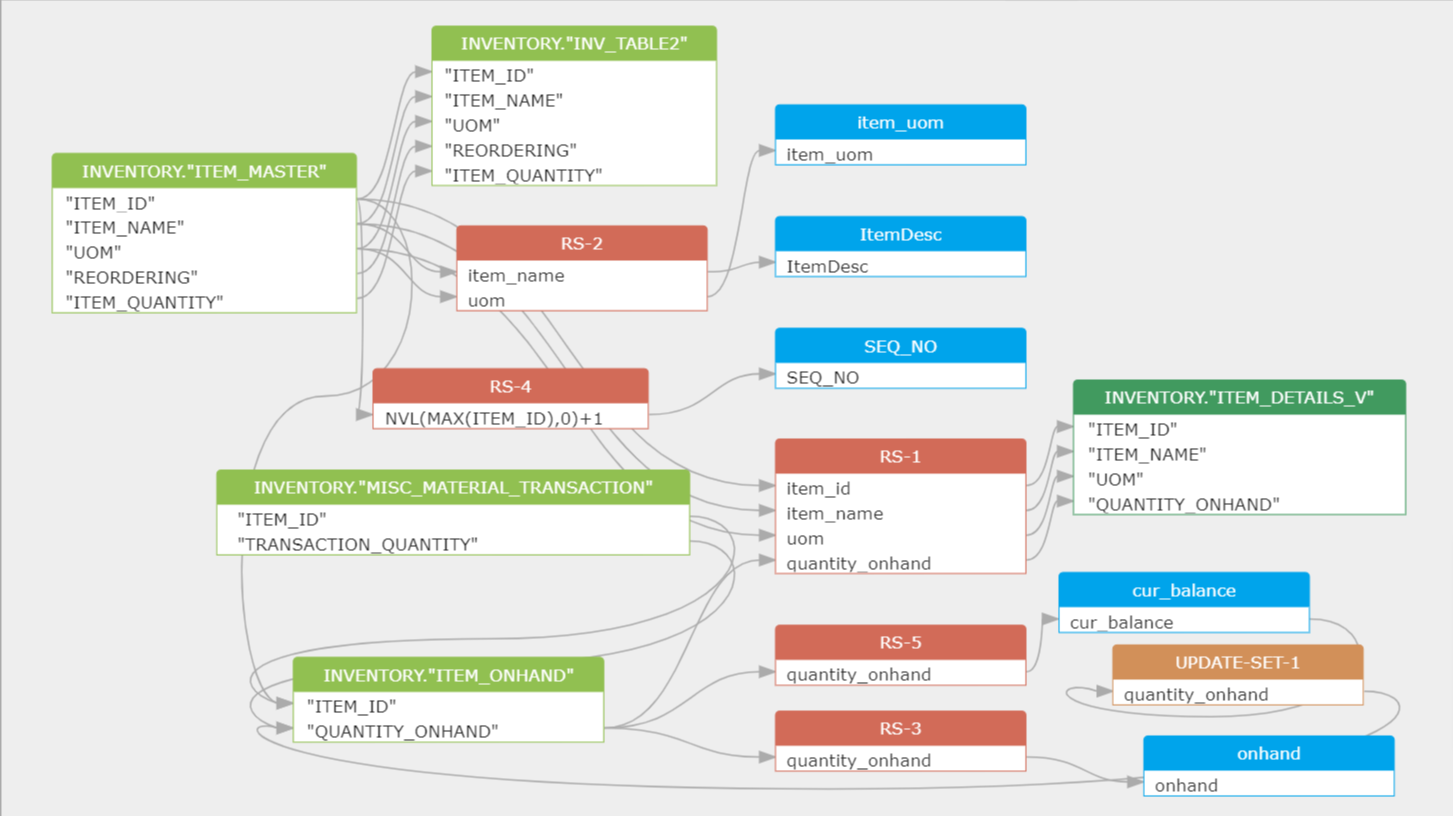 INVENTORY."INV_TABLE2"
"ITEM_ID"
"ITEM_NAME"
"UOM"
"REORDERING"
"ITEM_QUANTITY"
item_uom
item_uom
INVENTORY."ITEM_MASTER"
"ITEM_ID"
"ITEM_NAME"
"UOM"
"REORDERING"
"ITEM_QUANTITY"
RS-2
item_name
uom
ItemDesc
ItemDesc
SEQ_NO
SEQ_NO
RS-4
NVL(MAX(ITEM_ID),0)+1
INVENTORY."ITEM_DETAILS_V"
"ITEM_ID"
"ITEM_NAME"
"UOM"
"QUANTITY_ONHAND"
RS-1
item_id
item_name
uom
quantity_onhand
INVENTORY."MISC_MATERIAL_TRANSACTION"
"ITEM_ID"
"TRANSACTION_QUANTITY"
cur_balance
cur_balance
RS-5
quantity_onhand
UPDATE-SET-1
quantity_onhand
INVENTORY."ITEM_ONHAND"
"ITEM_ID"
"QUANTITY_ONHAND"
RS-3
quantity_onhand
onhand
onhand